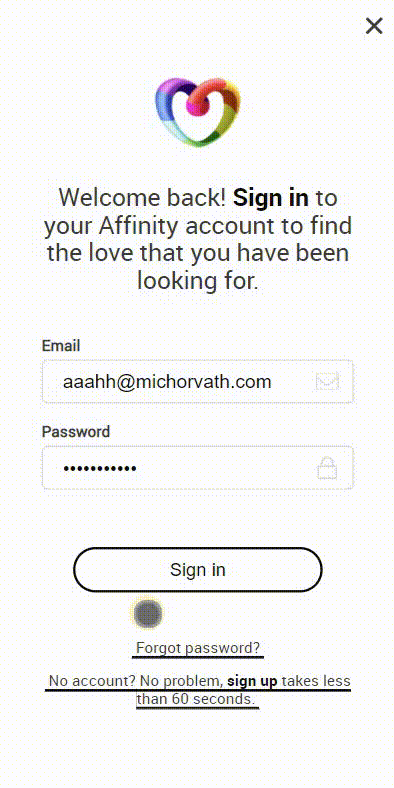 Welcome back! Sign in to
your Affinity account to find
the love that you have been
looking for.
Email
aaahh@michorvath.com
Password
•••••••••••
Sign in
Forgot password?
No account? No problem, sign up takes less
than 60 seconds.